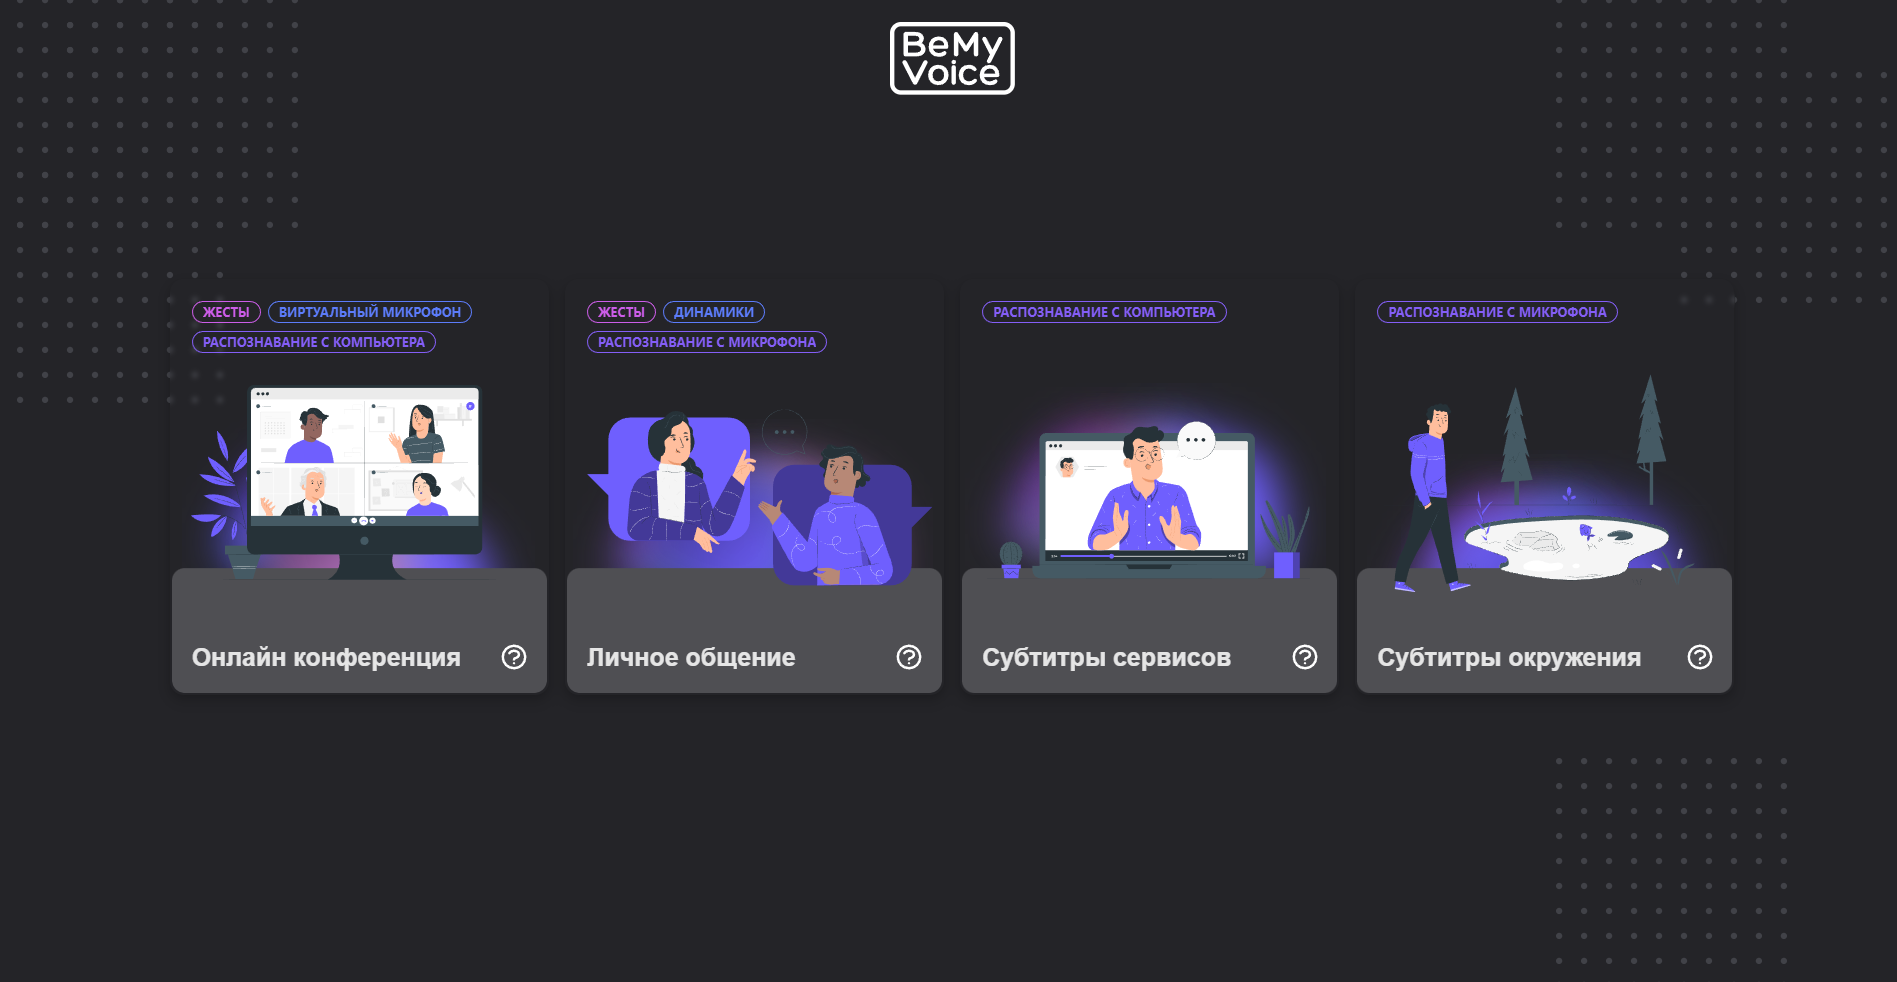 BeMy
Voice
ЖЕСТЫ ВИРТУАЛЬНЫЙ МИКРОФОН
РАСПОЗНАВАНИЕ С КОМПЬЮТЕРА
Онлайн конференция
ЖЕСТЫ ДИНАМИКИ
РАСПОЗНАВАНИЕ С МИКРОФОНА
Личное общение
РАСПОЗНАВАНИЕ С КОМПЬЮТЕРА
Субтитры сервисов
РАСПОЗНАВАНИЕ С МИКРОФОНА
Субтитры окружения